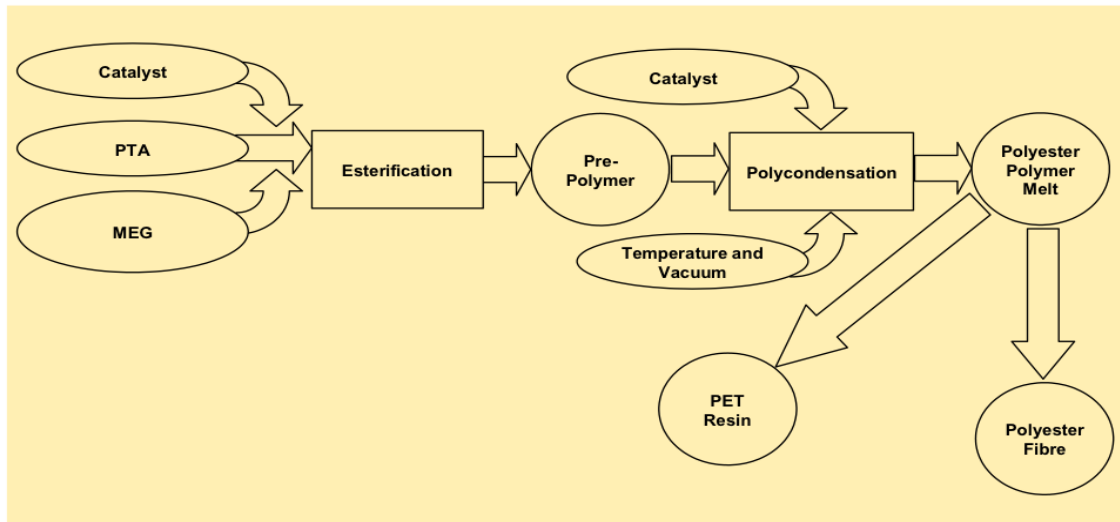 Catalyst
PTA
MEG
Esterification
Pre-
Polymer
Catalyst
Temperature and
Vacuum
Polycondensation
Polyester
Polymer
Melt
PET
Resin
Polyester
Fibre